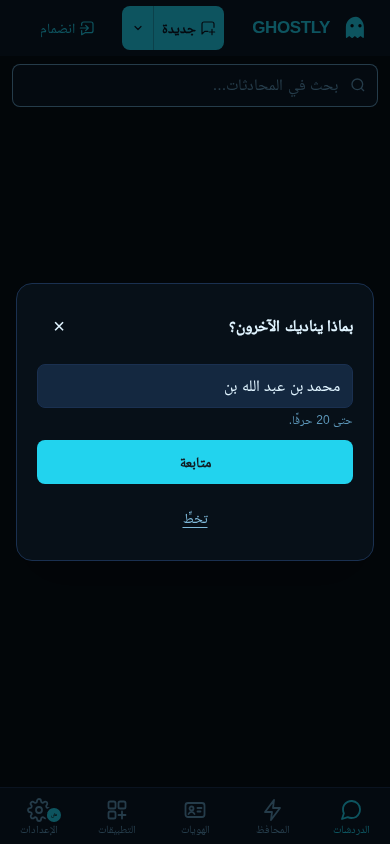 GHOSTLY
جديدة
انضمام
بحث في المحادثات...
بماذا يناديك الآخرون؟
محمد بن عبد الله بن
حتى 20 حرفًا.
متابعة
تخطَّ
الدردشات
المحافظ
الهويات
التطبيقات
الإعدادات